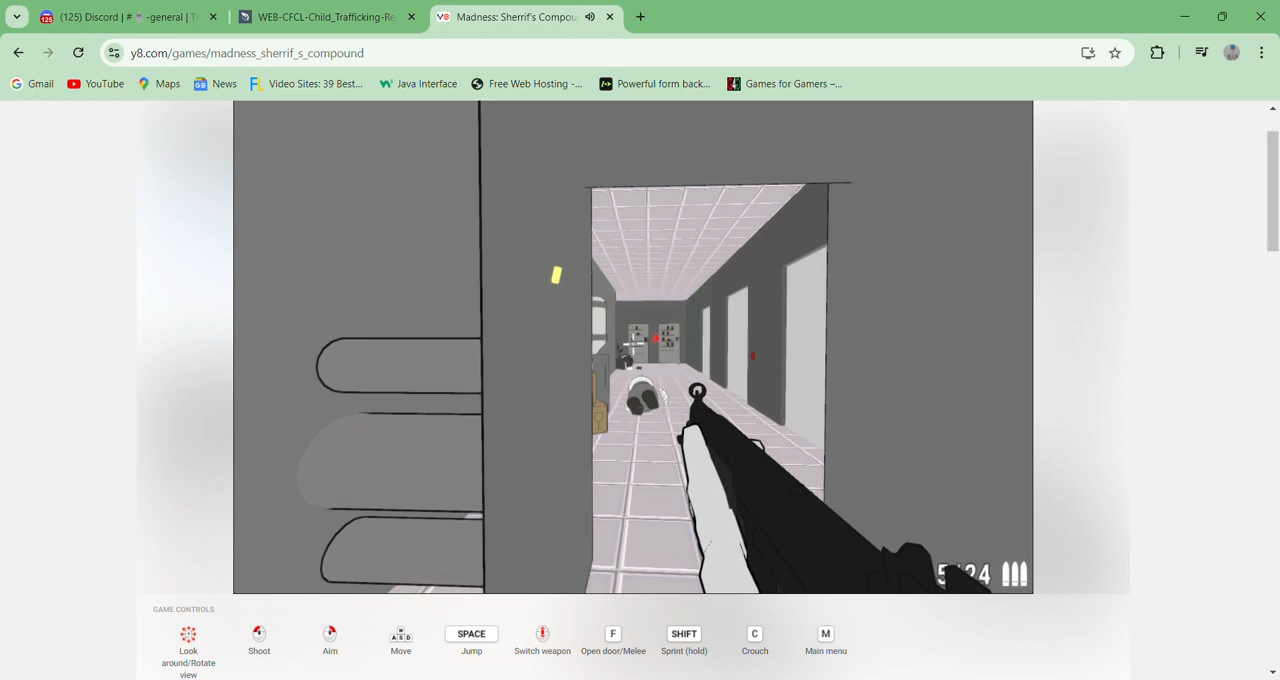 (125) Discord | # -general | T
WEB-CFCL-Child_Trafficking-Re
Madness: Sherrif's Compou
y8.com/games/madness_sherrif_s_compound
Gmail
YouTube
Maps
News
Video Sites: 39 Best...
Java Interface
Free Web Hosting -...
Powerful form back...
Games for Gamers –...
5/24
GAME CONTROLS
W
A S D
SPACE
F
SHIFT
C
M
Look
around/Rotate
view
Shoot
Aim
Move
Jump
Switch weapon
Open door/Melee
Sprint (hold)
Crouch
Main menu